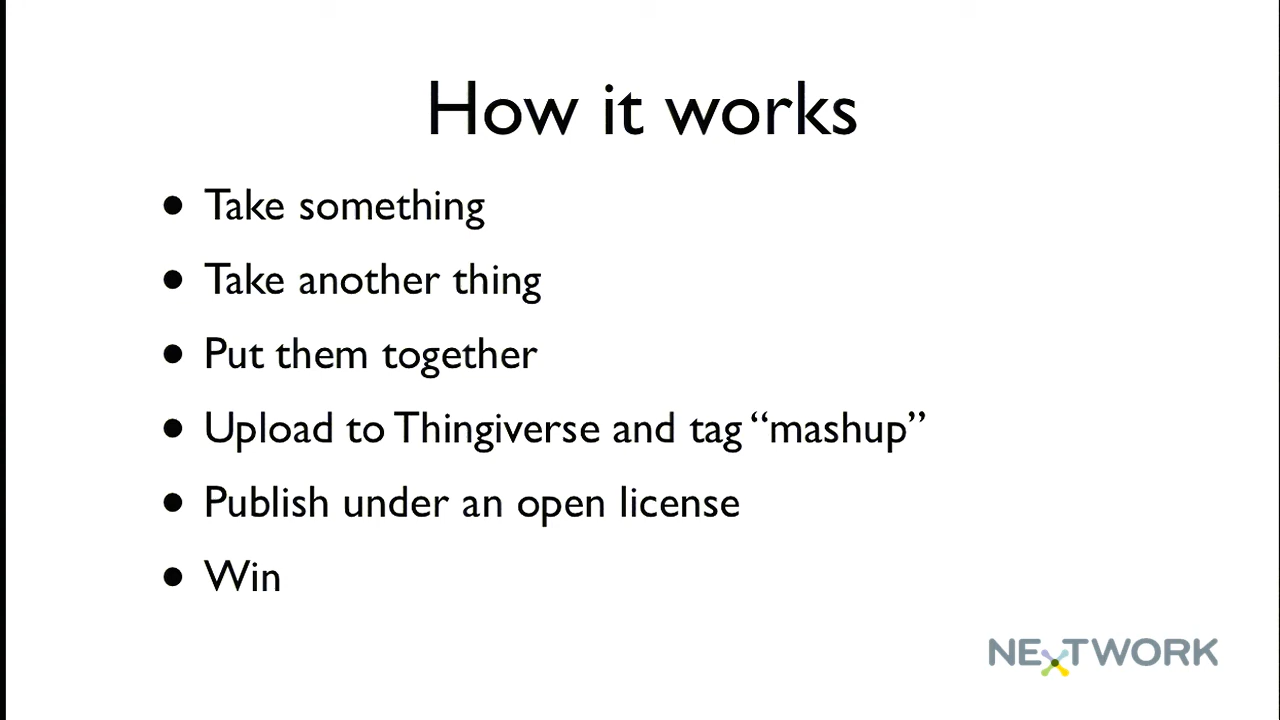 How it works
• Take something
• Take another thing
• Put them together
• Upload to Thingiverse and tag “mashup”
• Publish under an open license
• Win
NEXTWORK